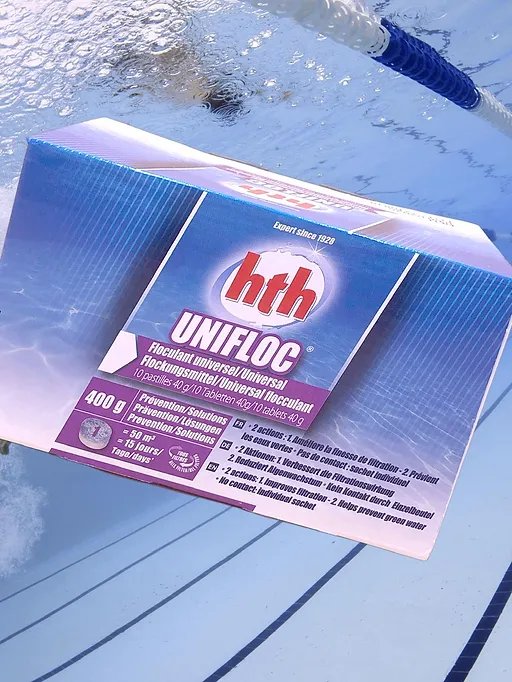 Expert since 1928
hth
UNIFLOC®
Floculant universel/Universal
Flockungsmittel/Universal flocculant
10 pastilles 40 g/10 Tabletten 40g/10 tablets 40 g
400 g
Prévention/Solutions
Prävention/Lösungen
Prevention/Solutions
= 50 m³
= 15 jours/
Tage/days
FR - 2 actions: 1. Améliore la finesse de filtration - 2. Prévient
les eaux vertes - Pas de contact : sachet individuel
DE - 2 Aktionen: 1. Verbessert die Filtrationswirkung
2. Reduziert Algenwachstum - Kein Kontakt durch Einzelbeutel
EN - 2 actions: 1. Improves filtration - 2. Helps prevent green water
- No contact: individual sachet